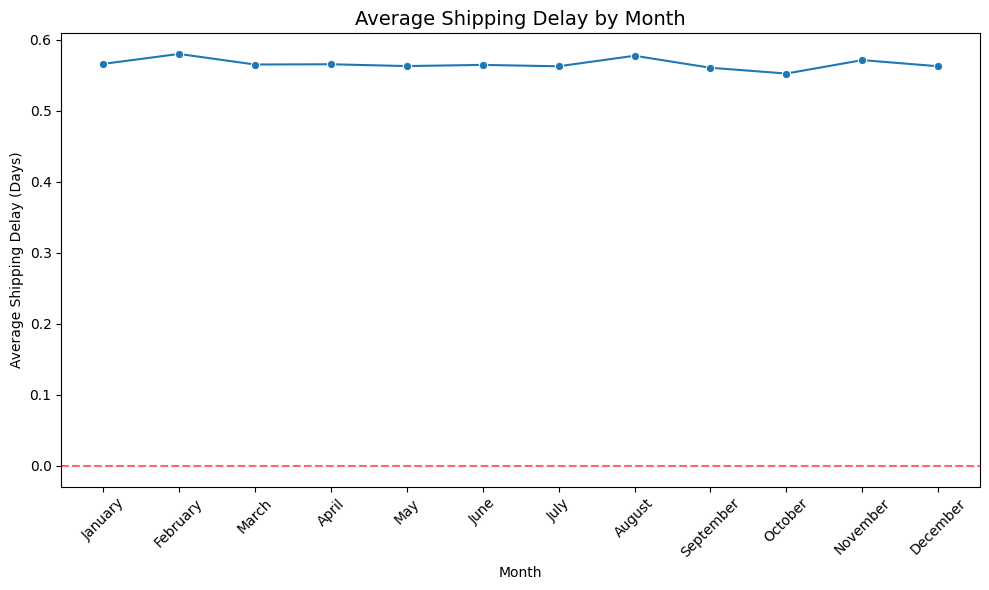 Average Shipping Delay by Month
Average Shipping Delay (Days)
0.6
0.5
0.4
0.3
0.2
0.1
0.0
January
February
March
April
May
June
July
August
September
October
November
December
Month